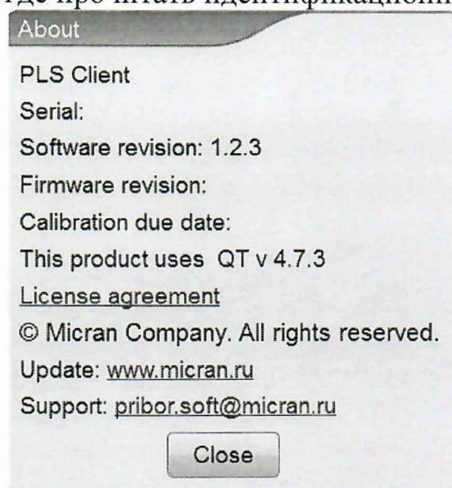 где прочитать
About
PLS Client
Serial:
Software revision: 1.2.3
Firmware revision:
Calibration due date:
This product uses QT v 4.7.3
License agreement
© Micran Company. All rights reserved.
Update: www.micran.ru
Support: pribor.soft@micran.ru
Close